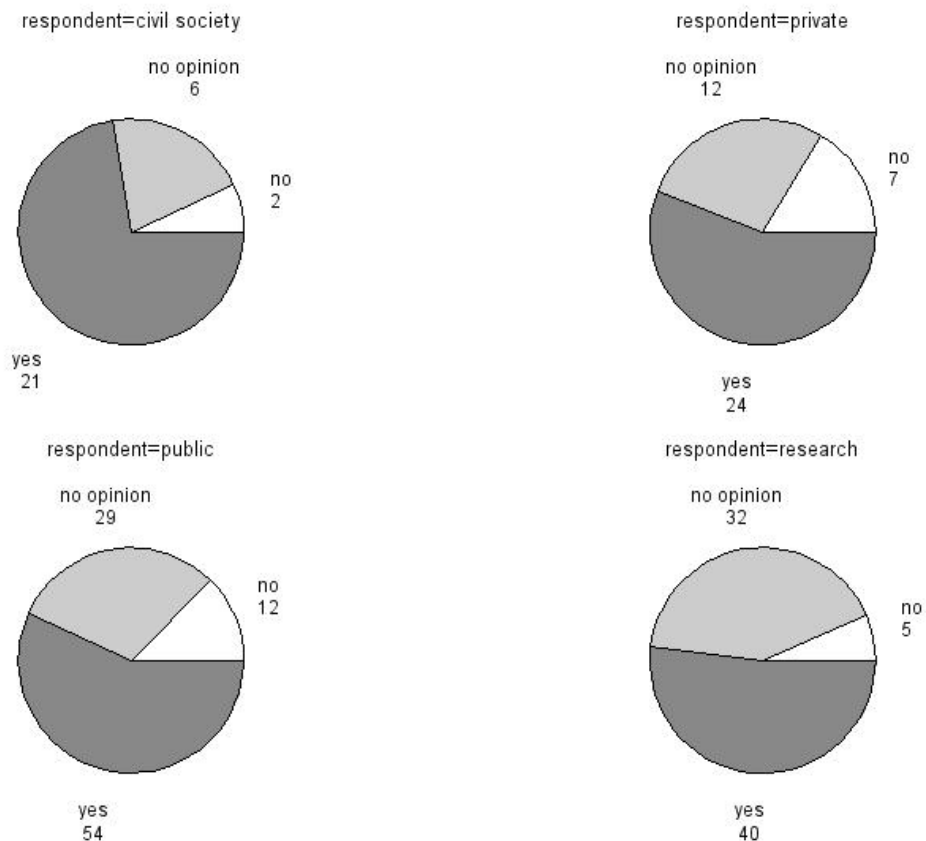 respondent=civil society
no opinion
6
no
2
yes
21
respondent=private
no opinion
12
no
7
yes
24
respondent=public
no opinion
29
no
12
yes
54
respondent=research
no opinion
32
no
5
yes
40